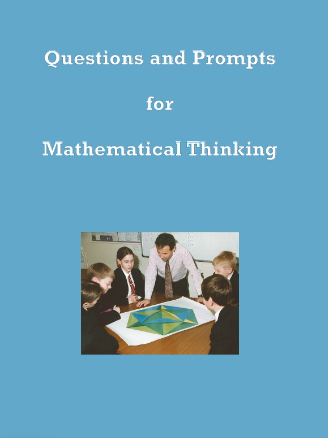 Questions and Prompts
for
Mathematical Thinking